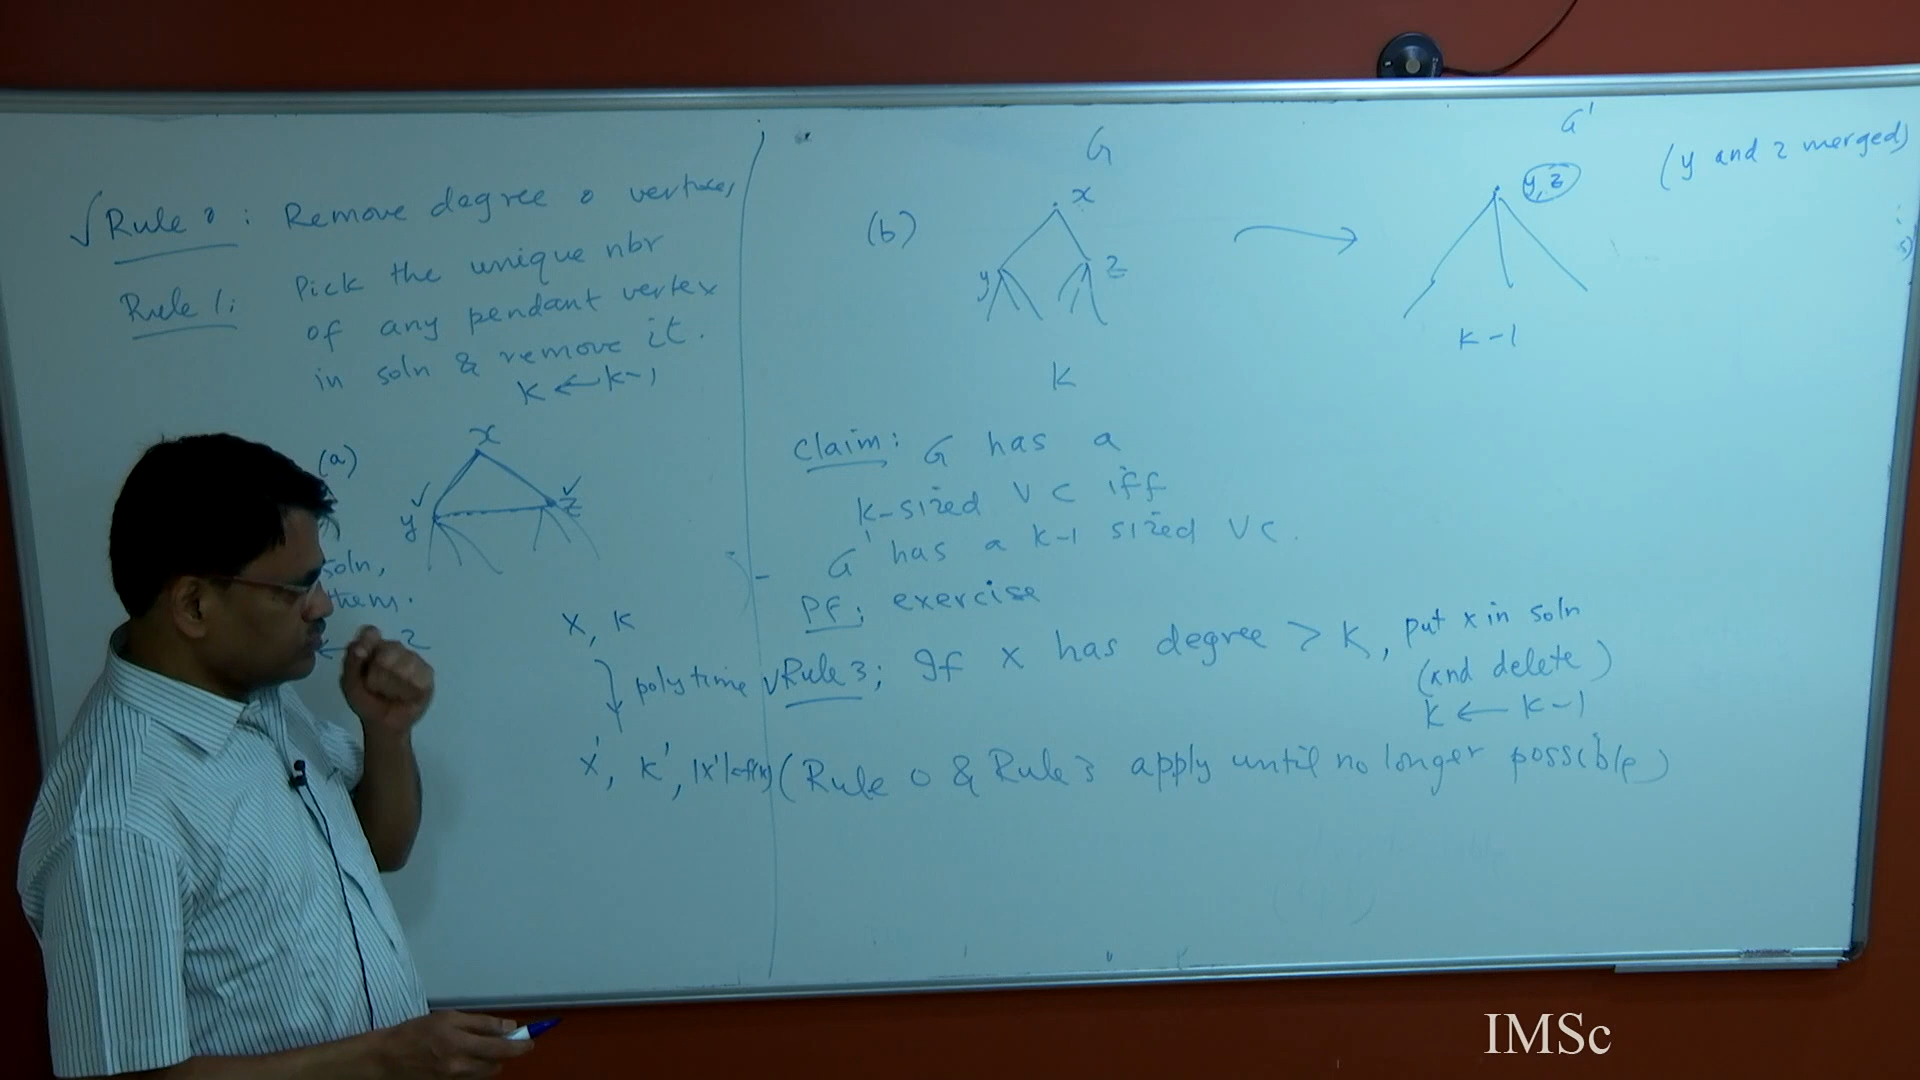 √Rule 0 : Remove degree 0 vertices
Rule 1: Pick the unique nbr
of any pendant vertex
in soln & remove it.
K ← K-1
(a)
x
y
z
soln,
them.
← 2
X, K
poly time
X', K', |X'| ≤ f(k)
G
(b)
x
y
z
K
G'
y, z
(y and z merged)
K-1
Claim: G has a
K-sized VC iff
G' has a K-1 sized VC.
PF: exercise
√Rule 3; If x has degree > K, put x in soln
(and delete)
K ← K-1
(Rule 0 & Rule 3 apply until no longer possible)
IMSc